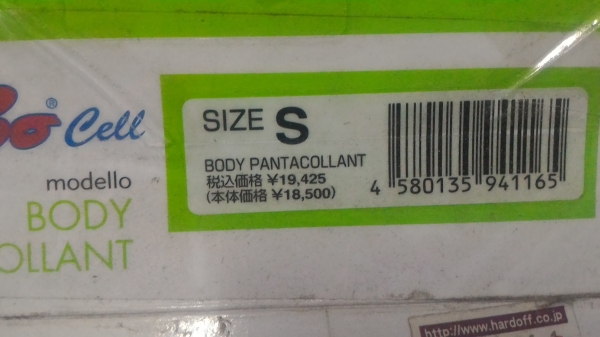 ® Cell
modello
BODY
OLLANT
SIZE S
BODY PANTACOLLANT
税込価格 ¥19,425
(本体価格 ¥18,500)
4 580135 941165
http://www.hardoff.co.jp